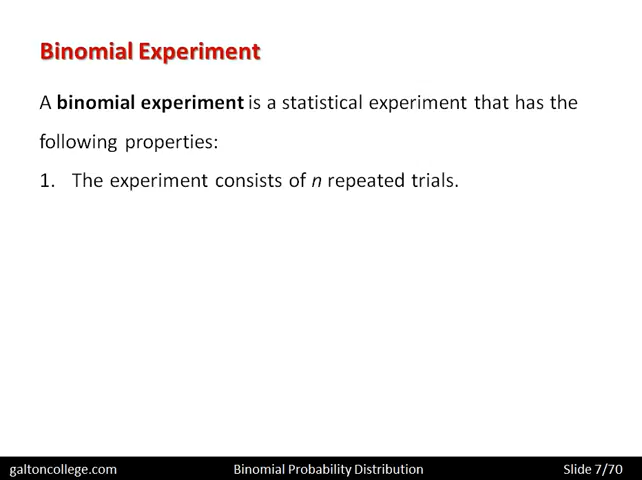 Binomial Experiment
A binomial experiment is a statistical experiment that has the
following properties:
1. The experiment consists of n repeated trials.
galtoncollege.com
Binomial Probability Distribution
Slide 7/70